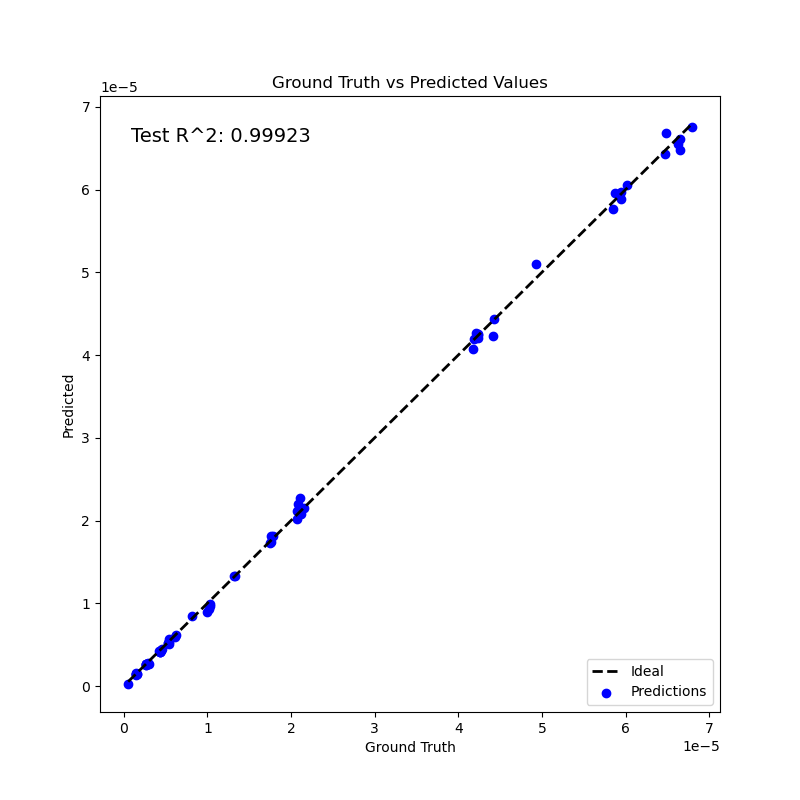 Ground Truth vs Predicted Values
1e−5
7
Test R^2: 0.99923
6
5
4
Predicted
3
2
1
0
Ideal
Predictions
0 1 2 3 4 5 6 7
Ground Truth
1e−5